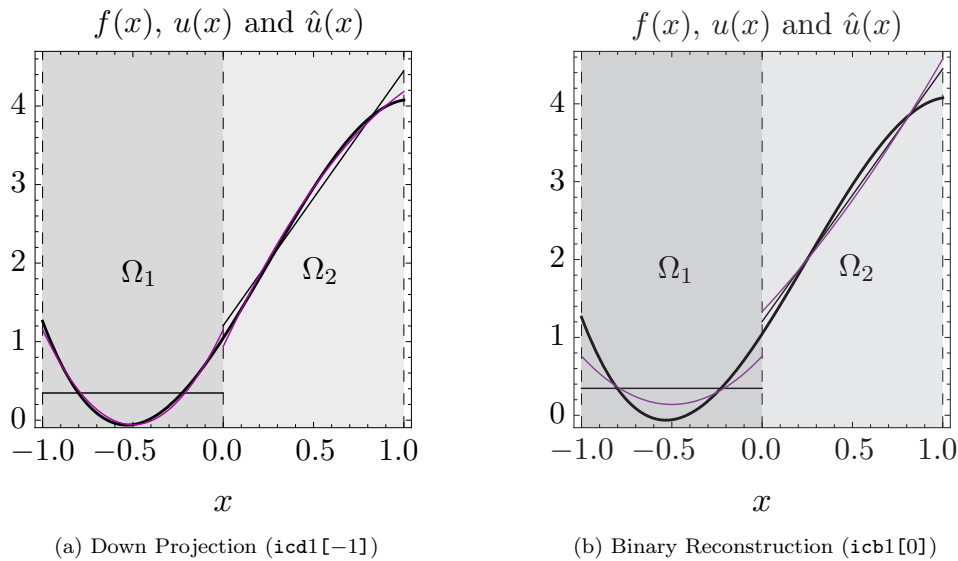 f(x), u(x) and û(x)
4
3
2
1
0
Ω₁
Ω₂
−1.0 −0.5 0.0 0.5 1.0
x
(a) Down Projection (icd1[−1])
f(x), u(x) and û(x)
4
3
2
1
0
Ω₁
Ω₂
−1.0 −0.5 0.0 0.5 1.0
x
(b) Binary Reconstruction (icb1[0])